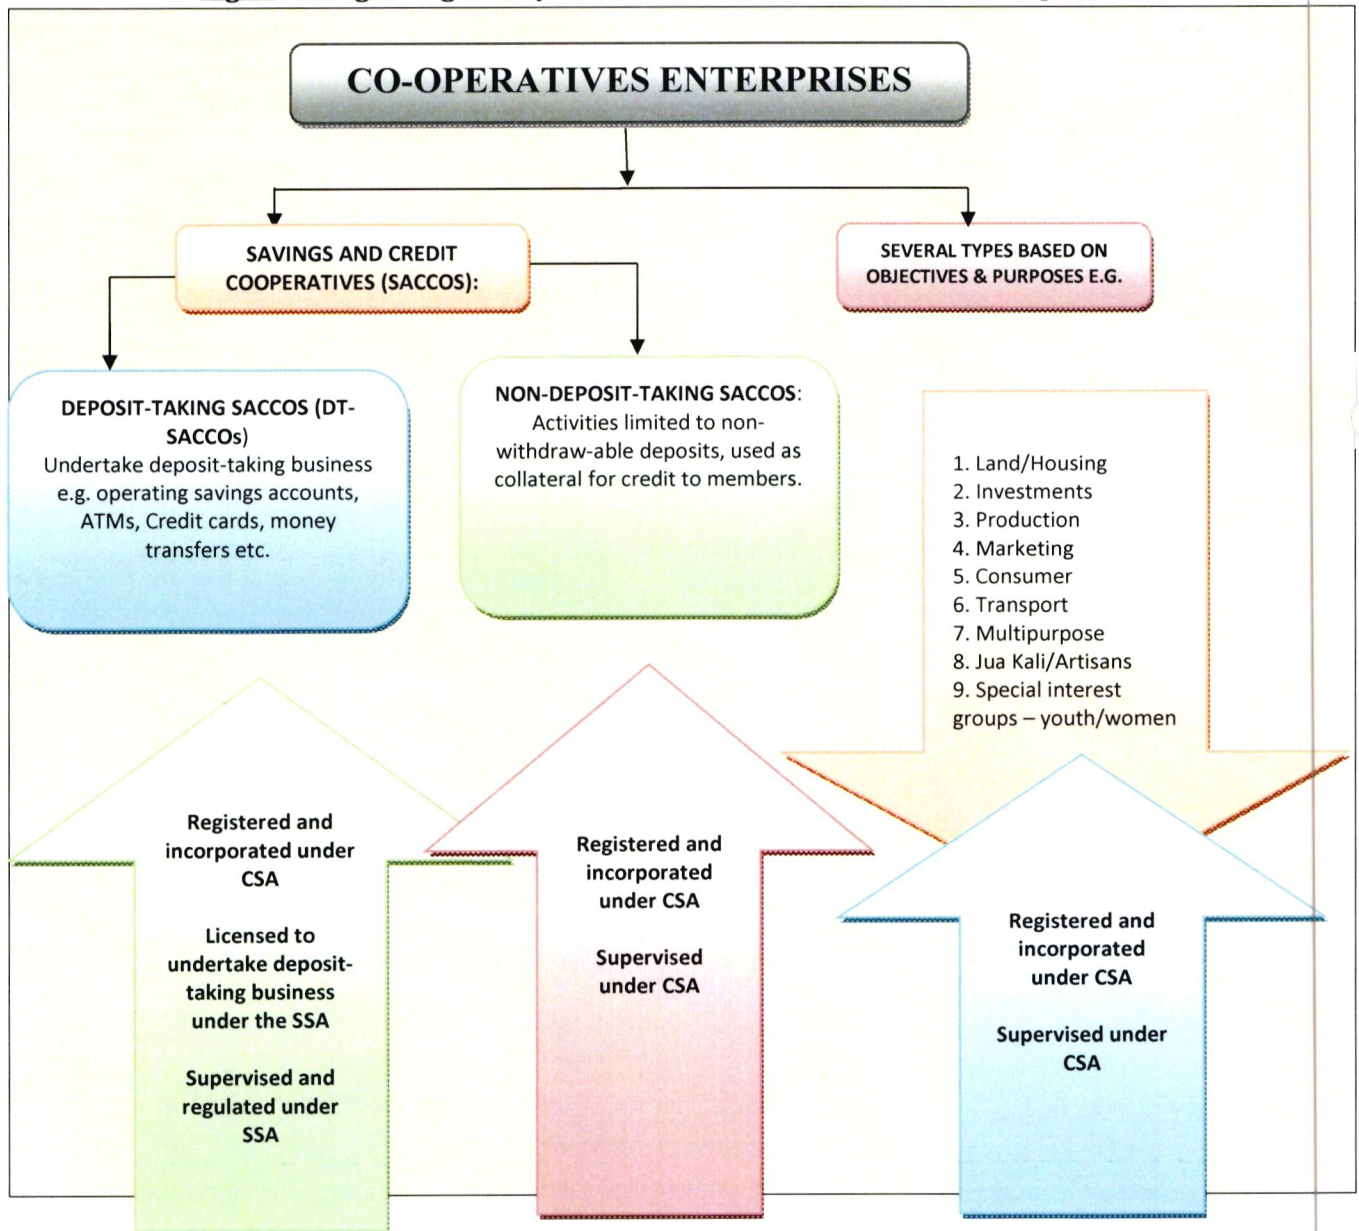 CO-OPERATIVES ENTERPRISES
SAVINGS AND CREDIT
COOPERATIVES (SACCOS):
SEVERAL TYPES BASED ON
OBJECTIVES & PURPOSES E.G.
DEPOSIT-TAKING SACCOS (DT-
SACCOs)
Undertake deposit-taking business
e.g. operating savings accounts,
ATMs, Credit cards, money
transfers etc.
NON-DEPOSIT-TAKING SACCOS:
Activities limited to non-
withdraw-able deposits, used as
collateral for credit to members.
1. Land/Housing
2. Investments
3. Production
4. Marketing
5. Consumer
6. Transport
7. Multipurpose
8. Jua Kali/Artisans
9. Special interest
groups – youth/women
Registered and
incorporated under
CSA
Licensed to
undertake deposit-
taking business
under the SSA
Supervised and
regulated under
SSA
Registered and
incorporated
under CSA
Supervised
under CSA
Registered and
incorporated
under CSA
Supervised under
CSA